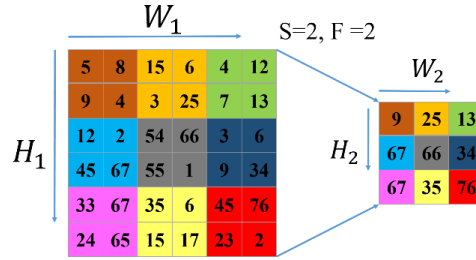 W₁
S=2, F =2
H₁
5 8 15 6 4 12
9 4 3 25 7 13
12 2 54 66 3 6
45 67 55 1 9 34
33 67 35 6 45 76
24 65 15 17 23 2
W₂
H₂
9 25 13
67 66 34
67 35 76